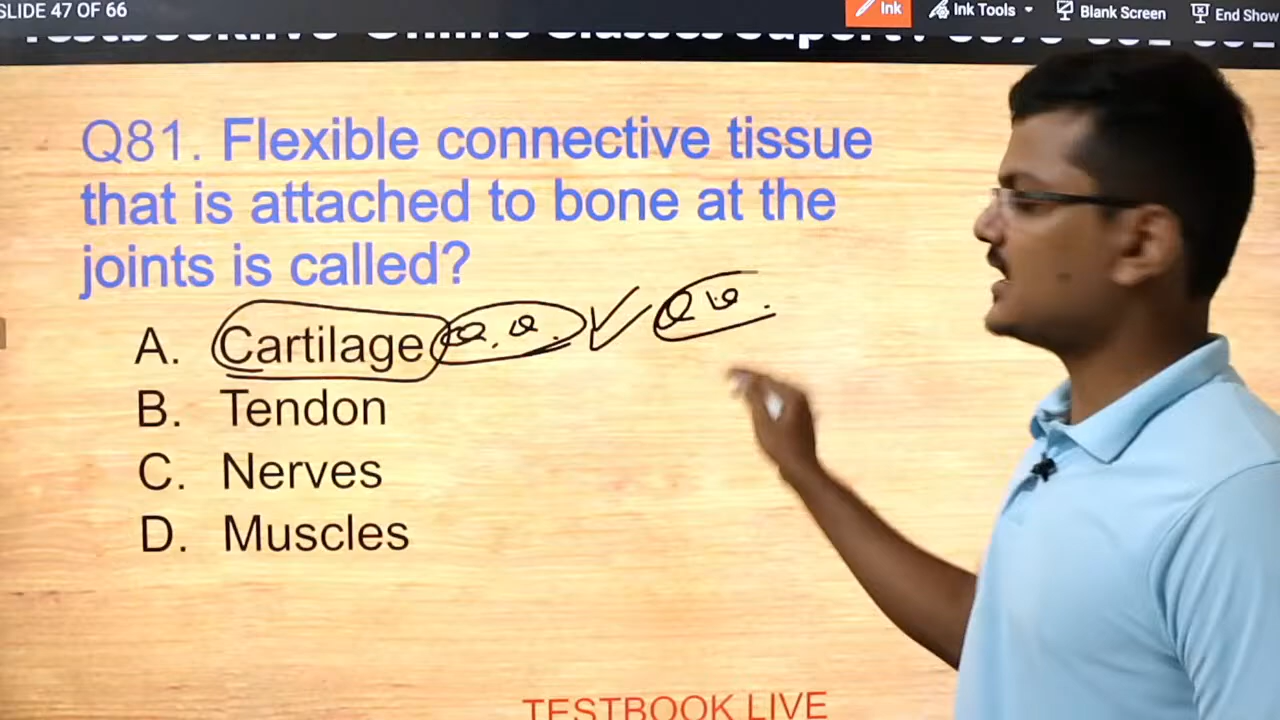 SLIDE 47 OF 66
Ink
Ink Tools
Blank Screen
End Show
Q81. Flexible connective tissue
that is attached to bone at the
joints is called?
A. Cartilage
B. Tendon
C. Nerves
D. Muscles
TESTBOOK LIVE